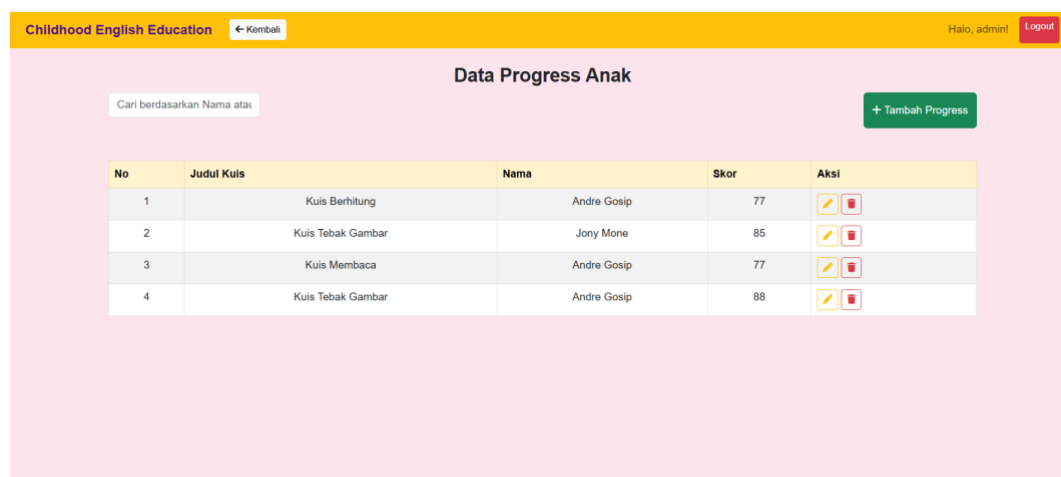 Childhood English Education Kembali Halo, admin! Logout
Data Progress Anak
Cari berdasarkan Nama
+ Tambah Progress
No Judul Kuis Nama Skor Aksi
1 Kuis Berhitung Andre Gosip 77
2 Kuis Tebak Gambar Jony Mone 85
3 Kuis Membaca Andre Gosip 77
4 Kuis Tebak Gambar Andre Gosip 88